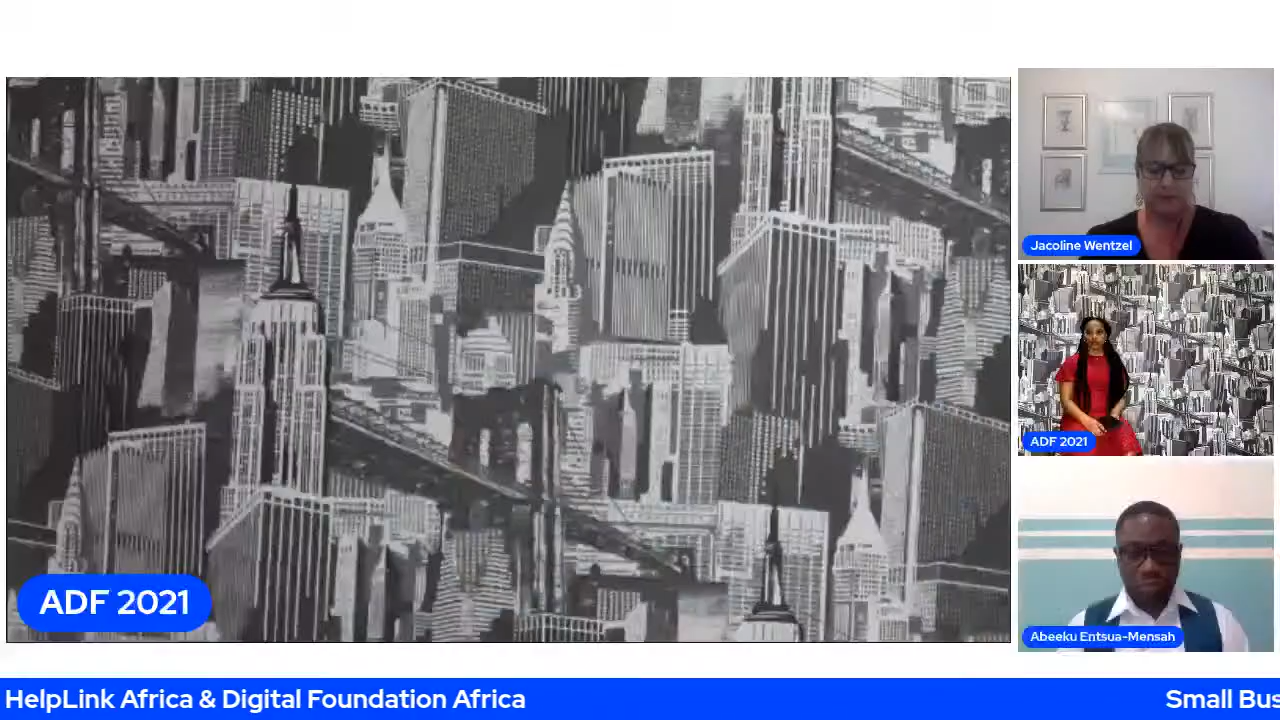 Jacoline Wentzel
ADF 2021
ADF 2021
Abeeku Entsua-Mensah
HelpLink Africa & Digital Foundation Africa
Small Bus